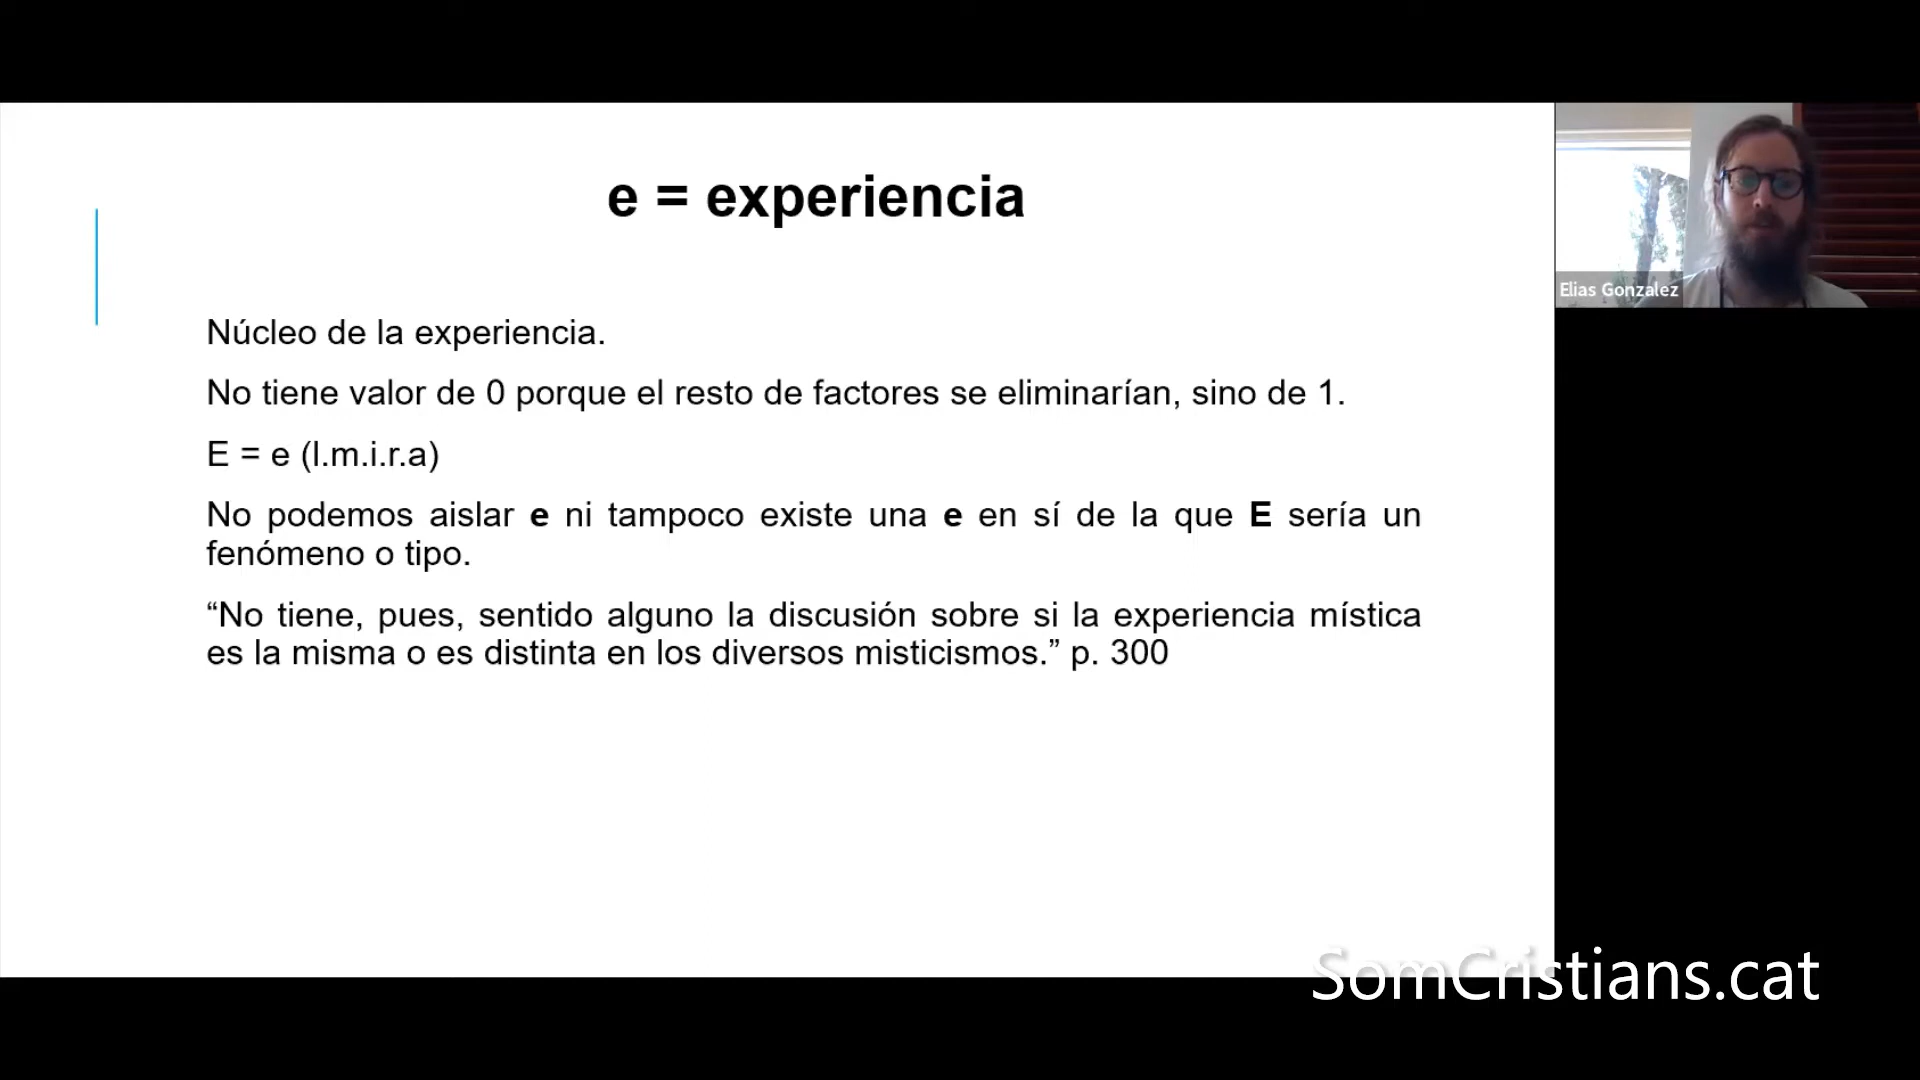 e = experiencia
Núcleo de la experiencia.
No tiene valor de 0 porque el resto de factores se eliminarían, sino de 1.
E = e (l.m.i.r.a)
No podemos aislar e ni tampoco existe una e en sí de la que E sería un
fenómeno o tipo.
“No tiene, pues, sentido alguno la discusión sobre si la experiencia mística
es la misma o es distinta en los diversos misticismos.” p. 300
Elias Gonzalez
SomCristians.cat